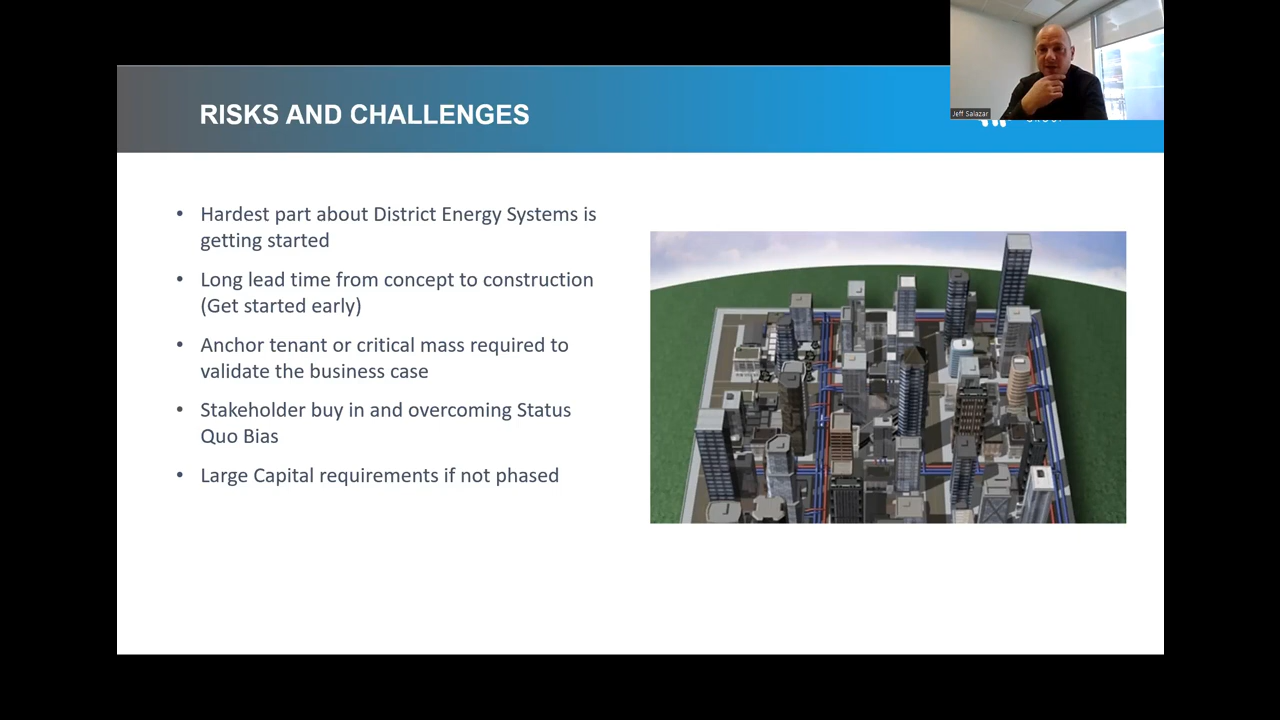 RISKS AND CHALLENGES
Jeff Salazar
• Hardest part about District Energy Systems is
getting started
• Long lead time from concept to construction
(Get started early)
• Anchor tenant or critical mass required to
validate the business case
• Stakeholder buy in and overcoming Status
Quo Bias
• Large Capital requirements if not phased